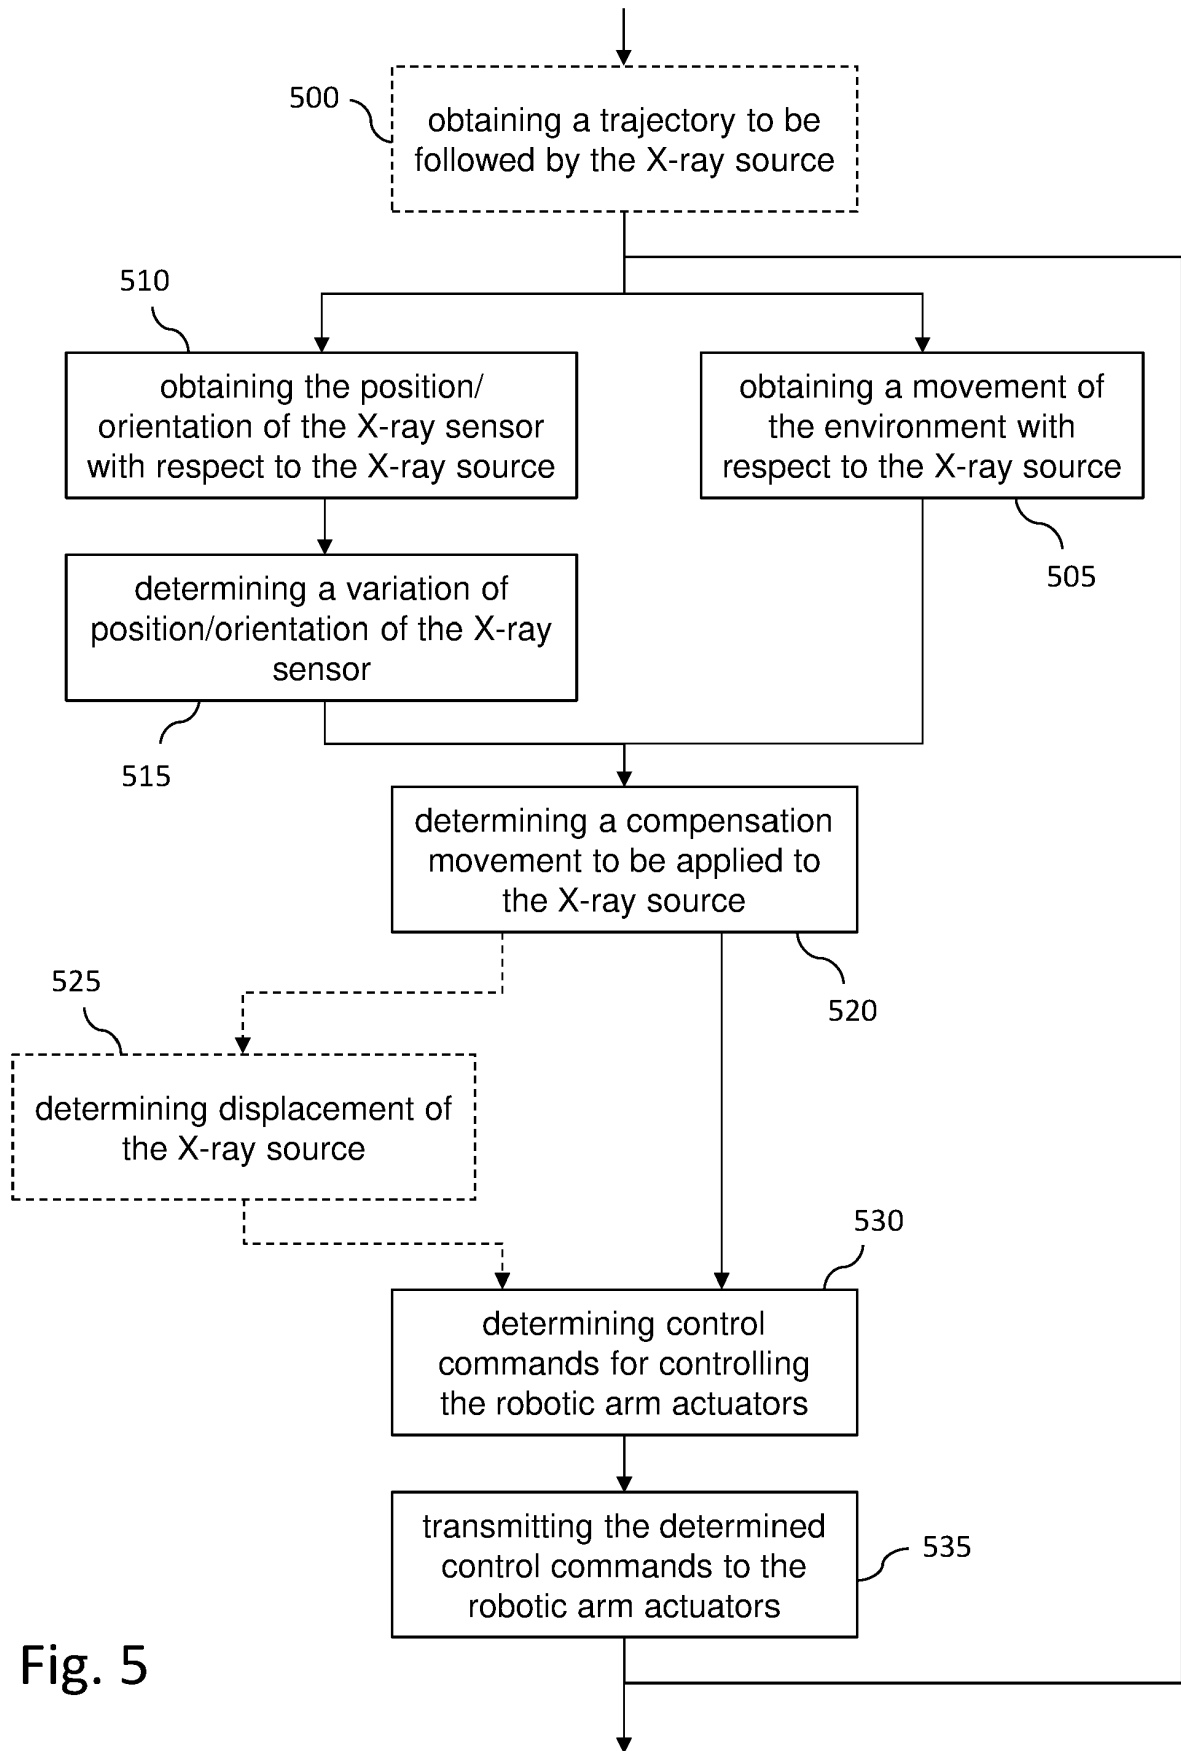 500
obtaining a trajectory to be
followed by the X-ray source
510
obtaining the position/
orientation of the X-ray sensor
with respect to the X-ray source
obtaining a movement of
the environment with
respect to the X-ray source
505
determining a variation of
position/orientation of the X-ray
sensor
515
determining a compensation
movement to be applied to
the X-ray source
520
525
determining displacement of
the X-ray source
530
determining control
commands for controlling
the robotic arm actuators
transmitting the determined
control commands to the
robotic arm actuators
535
Fig. 5